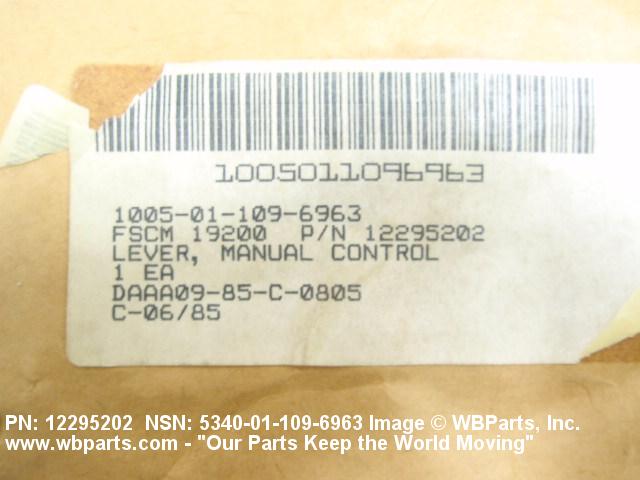 1005011096963
1005-01-109-6963
FSCM 19200 P/N 12295202
LEVER, MANUAL CONTROL
1 EA
DAAA09-85-C-0805
C-06/85
PN: 12295202 NSN: 5340-01-109-6963 Image © WBParts, Inc.
www.wbparts.com - "Our Parts Keep the World Moving"